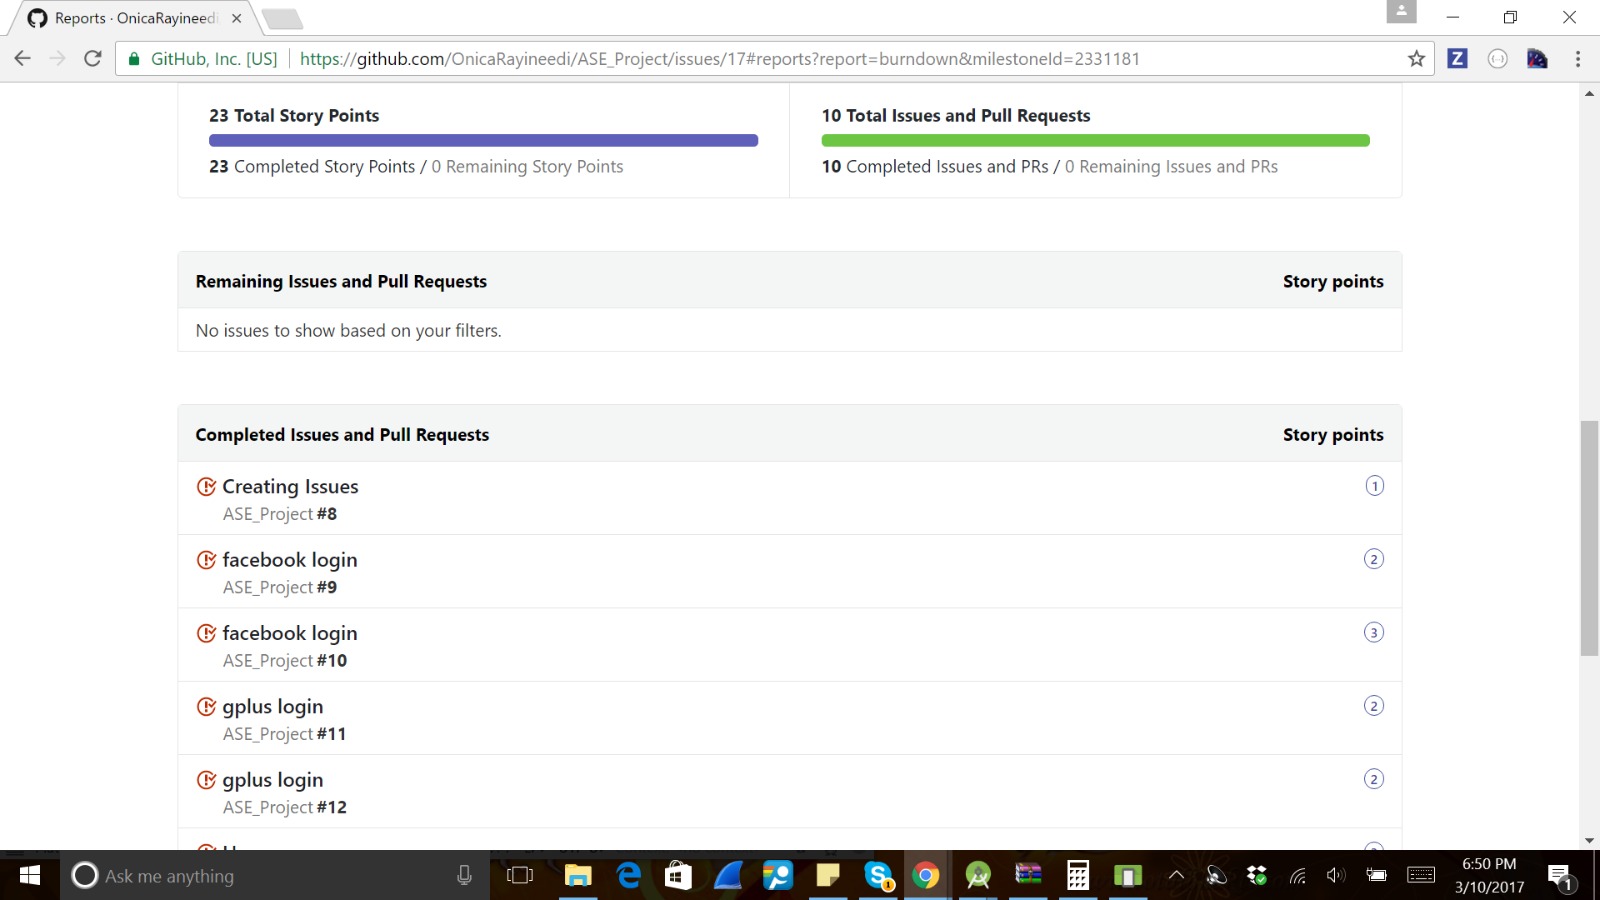 Reports · OnicaRayineedi
GitHub, Inc. [US] https://github.com/OnicaRayineedi/ASE_Project/issues/17#reports?report=burndown&milestoneId=2331181
23 Total Story Points
23 Completed Story Points / 0 Remaining Story Points
10 Total Issues and Pull Requests
10 Completed Issues and PRs / 0 Remaining Issues and PRs
Remaining Issues and Pull Requests Story points
No issues to show based on your filters.
Completed Issues and Pull Requests Story points
Creating Issues 1
ASE_Project #8
facebook login 2
ASE_Project #9
facebook login 3
ASE_Project #10
gplus login 2
ASE_Project #11
gplus login 2
ASE_Project #12
Ask me anything
6:50 PM
3/10/2017
1
1